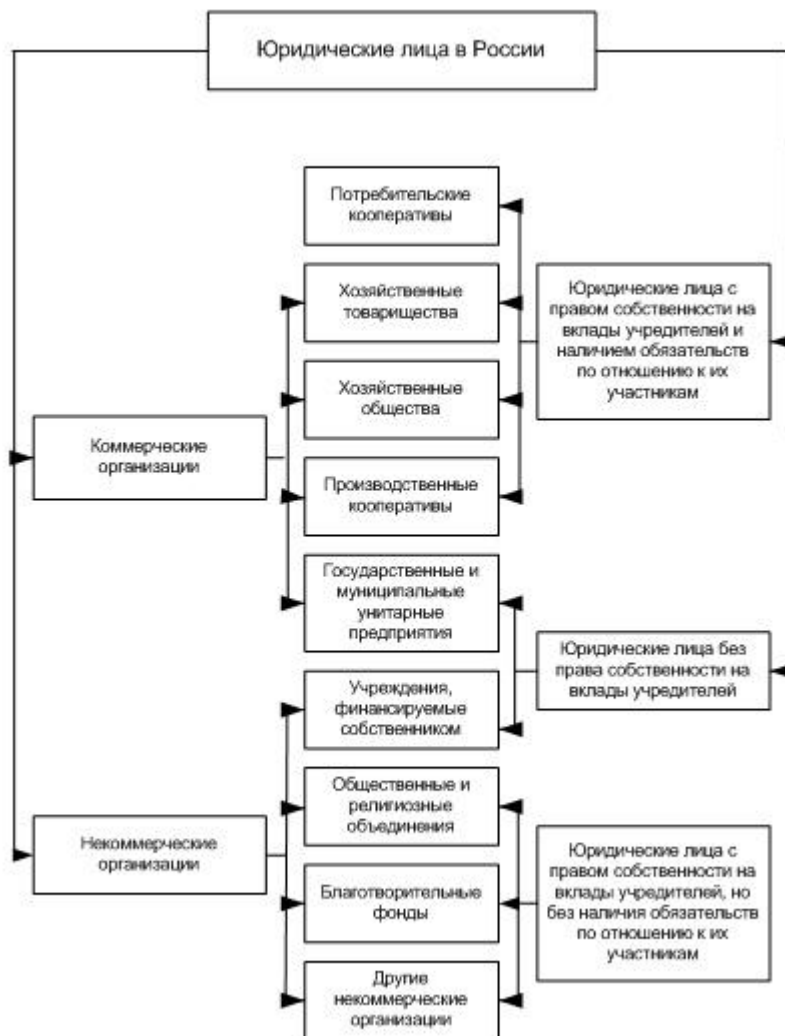 Юридические лица в России
Потребительские
кооперативы
Хозяйственные
товарищества
Юридические лица с
правом собственности на
вклады учредителей и
наличием обязательств
по отношению к их
участникам
Хозяйственные
общества
Коммерческие
организации
Производственные
кооперативы
Государственные и
муниципальные
унитарные
предприятия
Юридические лица без
права собственности на
вклады учредителей
Учреждения,
финансируемые
собственником
Общественные и
религиозные
объединения
Некоммерческие
организации
Юридические лица с
правом собственности на
вклады учредителей, но
без наличия обязательств
по отношению к их
участникам
Благотворительные
фонды
Другие
некоммерческие
организации